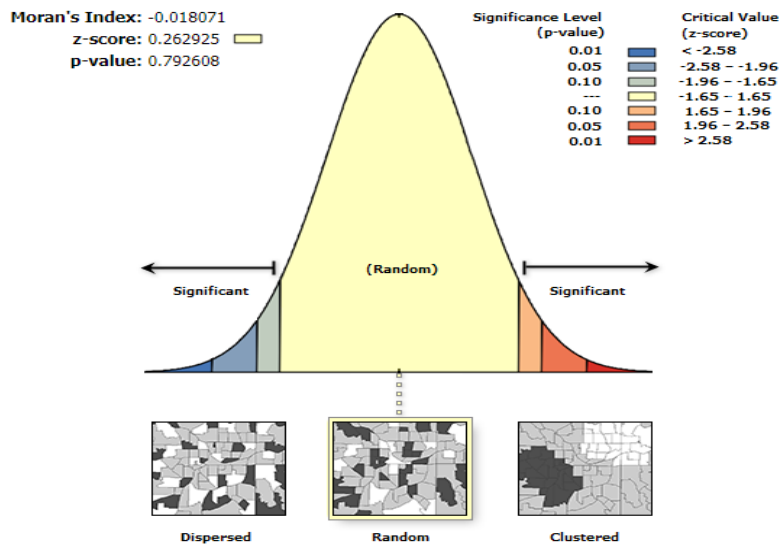 Moran's Index: -0.018071
z-score: 0.262925
p-value: 0.792608
Significance Level
(p-value)
Critical Value
(z-score)
0.01 < -2.58
0.05 -2.58 – -1.96
0.10 -1.96 – -1.65
--- -1.65 – 1.65
0.10 1.65 – 1.96
0.05 1.96 – 2.58
0.01 > 2.58
(Random)
Significant
Significant
Dispersed
Random
Clustered